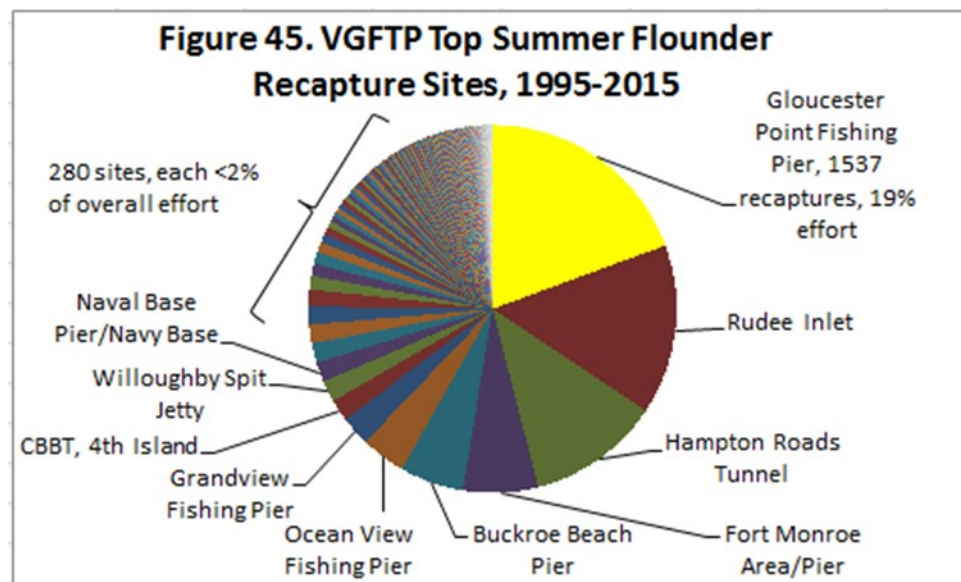 Figure 45. VGFTP Top Summer Flounder
Recapture Sites, 1995-2015
Gloucester
Point Fishing
Pier, 1537
recaptures, 19%
effort
Rudee Inlet
Hampton Roads
Tunnel
Fort Monroe
Area/Pier
Buckroe Beach
Pier
Ocean View
Fishing Pier
Grandview
Fishing Pier
CBBT, 4th Island
Willoughby Spit
Jetty
Naval Base
Pier/Navy Base
280 sites, each <2%
of overall effort